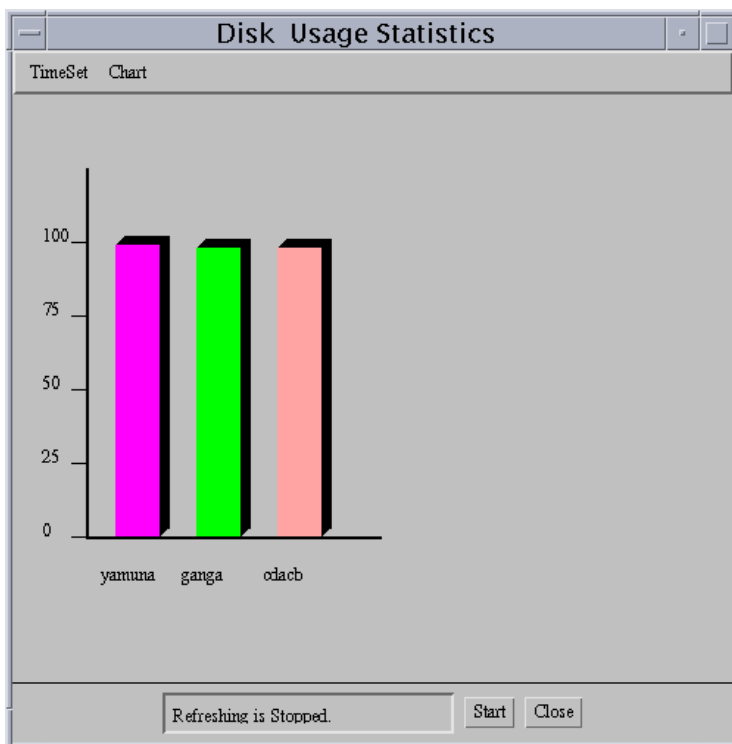 Disk Usage Statistics
TimeSet Chart
100
75
50
25
0
yamuna ganga cdacb
Refreshing is Stopped.
Start Close